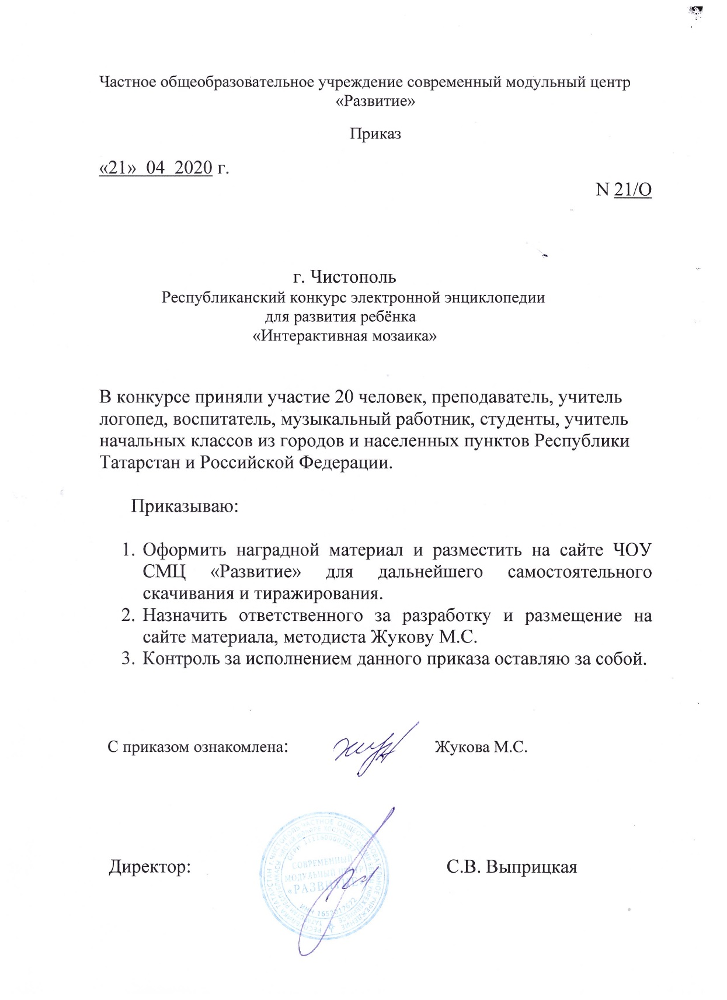 Частное общеобразовательное учреждение современный модульный центр
«Развитие»
Приказ
«21» 04 2020 г.
N 21/О
г. Чистополь
Республиканский конкурс электронной энциклопедии
для развития ребёнка
«Интерактивная мозаика»
В конкурсе приняли участие 20 человек, преподаватель, учитель
логопед, воспитатель, музыкальный работник, студенты, учитель
начальных классов из городов и населенных пунктов Республики
Татарстан и Российской Федерации.
Приказываю:
1. Оформить наградной материал и разместить на сайте ЧОУ
СМЦ «Развитие» для дальнейшего самостоятельного
скачивания и тиражирования.
2. Назначить ответственного за разработку и размещение на
сайте материала, методиста Жукову М.С.
3. Контроль за исполнением данного приказа оставляю за собой.
С приказом ознакомлена: Жукова М.С.
Директор: С.В. Выприцкая
СОВРЕМЕННЫЙ
МОДУЛЬНЫЙ ЦЕНТР
«РАЗВИТИЕ»
ИНН 1652017672